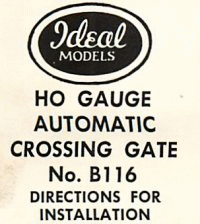 Ideal
MODELS
HO GAUGE
AUTOMATIC
CROSSING GATE
No. B116
DIRECTIONS FOR
INSTALLATION